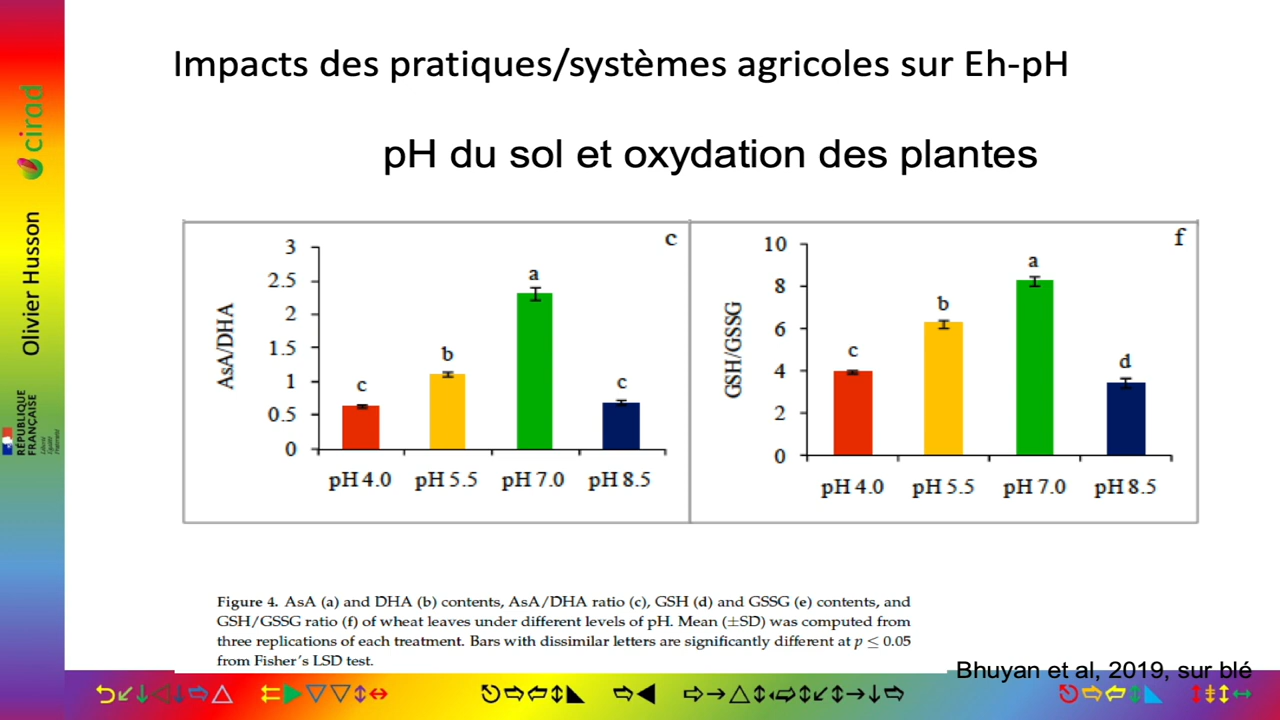 Impacts des pratiques/systèmes agricoles sur Eh-pH
pH du sol et oxydation des plantes
cirad
Olivier Husson
RÉPUBLIQUE
FRANÇAISE
Liberté
Égalité
Fraternité
c
3
2.5
2
1.5
1
0.5
0
AsA/DHA
c
b
a
c
pH 4.0 pH 5.5 pH 7.0 pH 8.5
f
10
8
6
4
2
0
GSH/GSSG
c
b
a
d
pH 4.0 pH 5.5 pH 7.0 pH 8.5
Figure 4. AsA (a) and DHA (b) contents, AsA/DHA ratio (c), GSH (d) and GSSG (e) contents, and
GSH/GSSG ratio (f) of wheat leaves under different levels of pH. Mean (±SD) was computed from
three replications of each treatment. Bars with dissimilar letters are significantly different at p ≤ 0.05
from Fisher's LSD test.
Bhuyan et al, 2019, sur blé